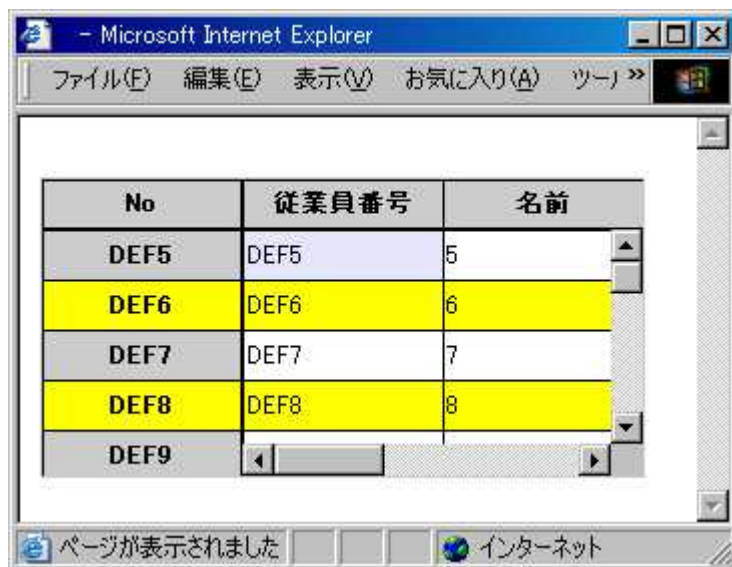 - Microsoft Internet Explorer
ファイル(F) 編集(E) 表示(V) お気に入り(A) ツール »
No 従業員番号 名前
DEF5 DEF5 5
DEF6 DEF6 6
DEF7 DEF7 7
DEF8 DEF8 8
DEF9
ページが表示されました インターネット